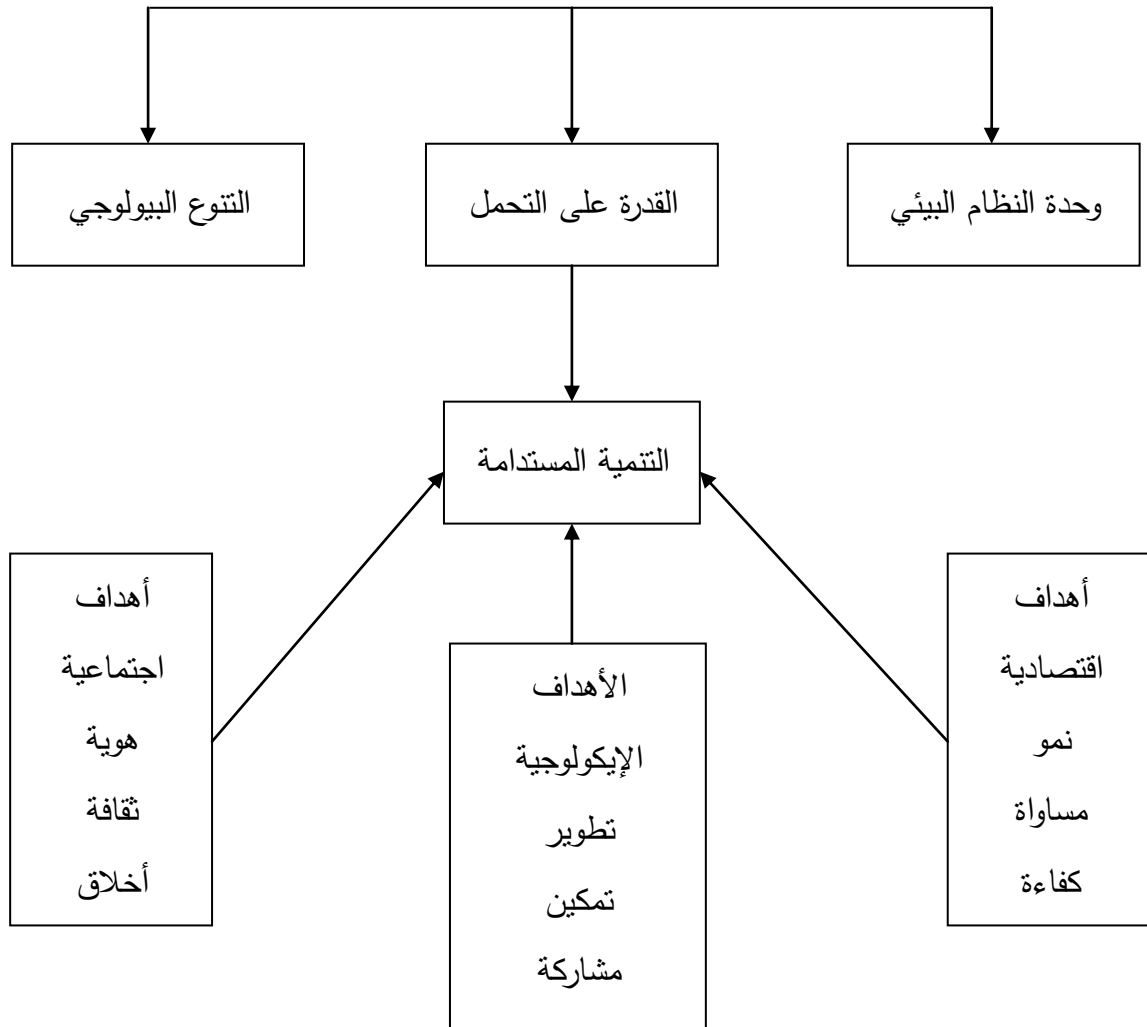 وحدة النظام البيئي
القدرة على التحمل
التنوع البيولوجي
التنمية المستدامة
أهداف
اقتصادية
نمو
مساواة
كفاءة
الأهداف
الإيكولوجية
تطوير
تمكين
مشاركة
أهداف
اجتماعية
هوية
ثقافة
أخلاق